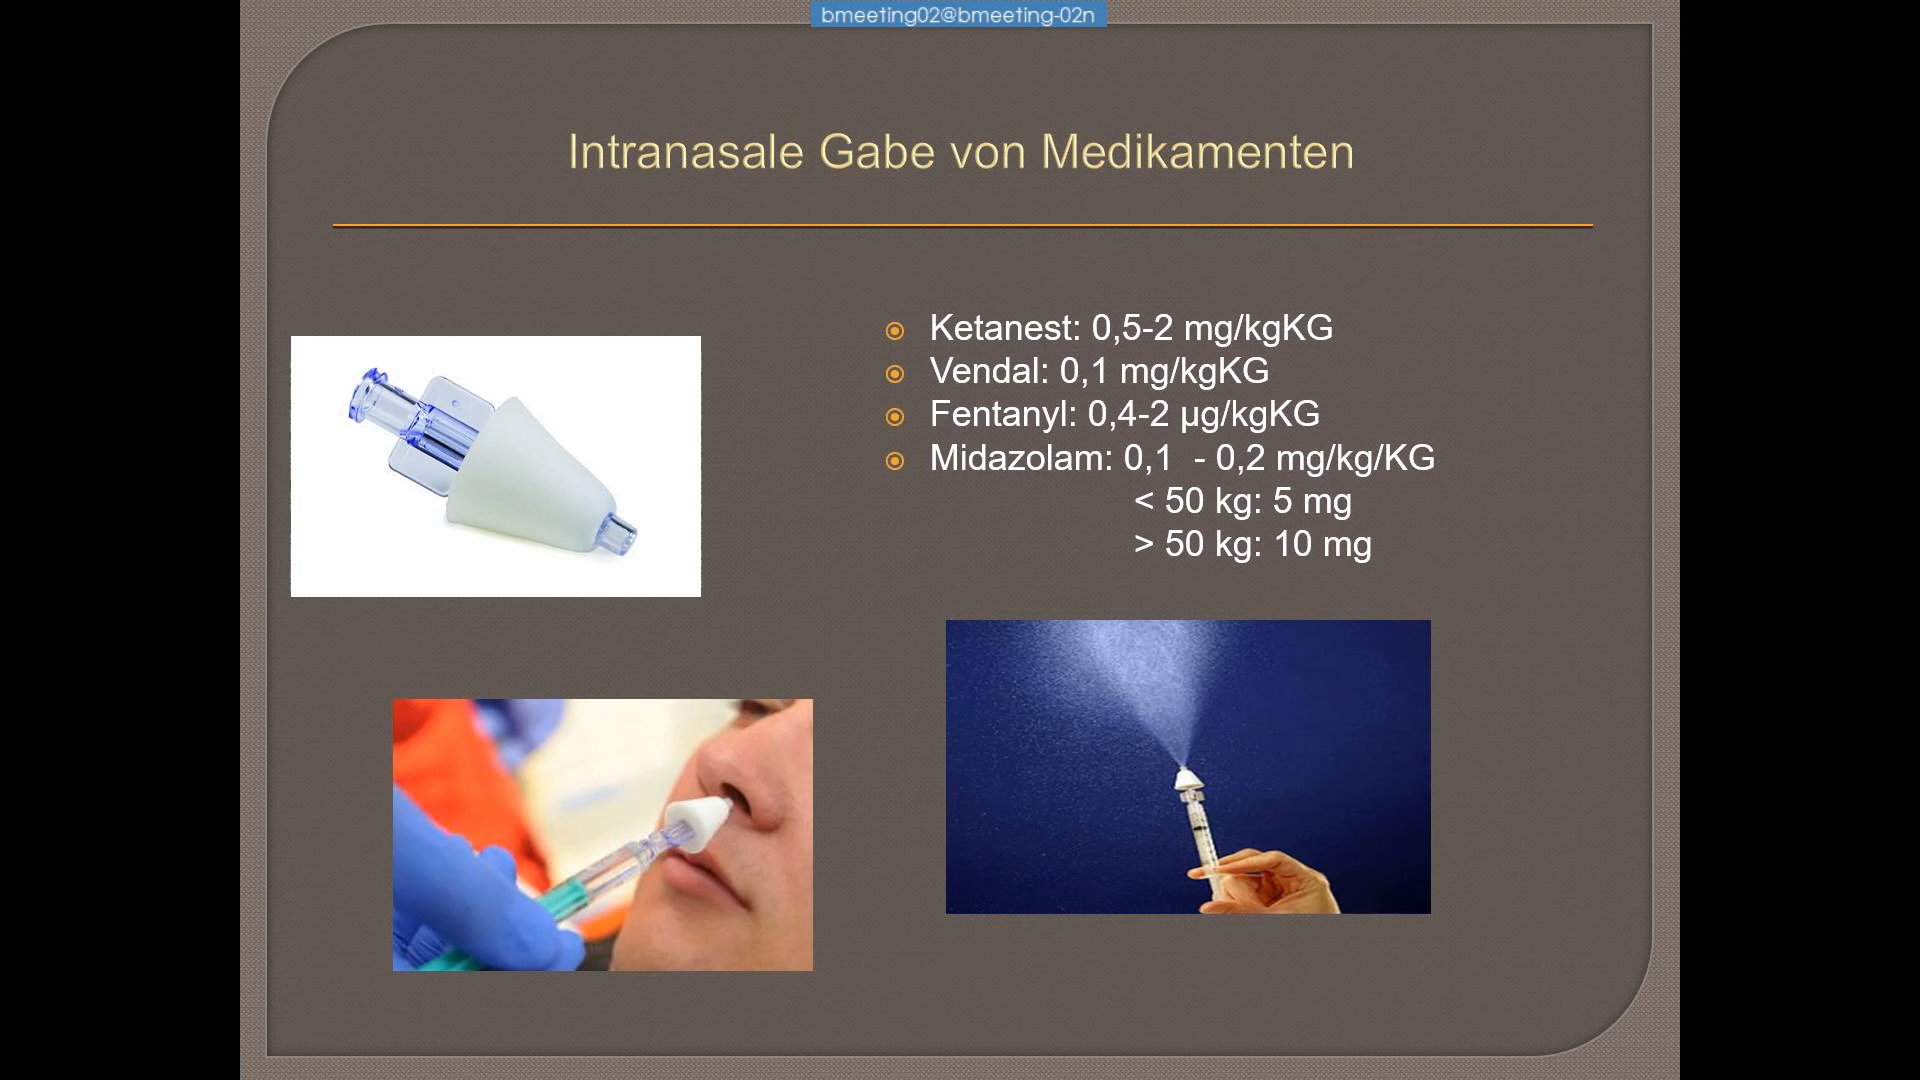 bmeeting02@bmeeting-02n
Intranasale Gabe von Medikamenten
Ketanest: 0,5-2 mg/kgKG
Vendal: 0,1 mg/kgKG
Fentanyl: 0,4-2 µg/kgKG
Midazolam: 0,1  - 0,2 mg/kg/KG
< 50 kg: 5 mg
> 50 kg: 10 mg